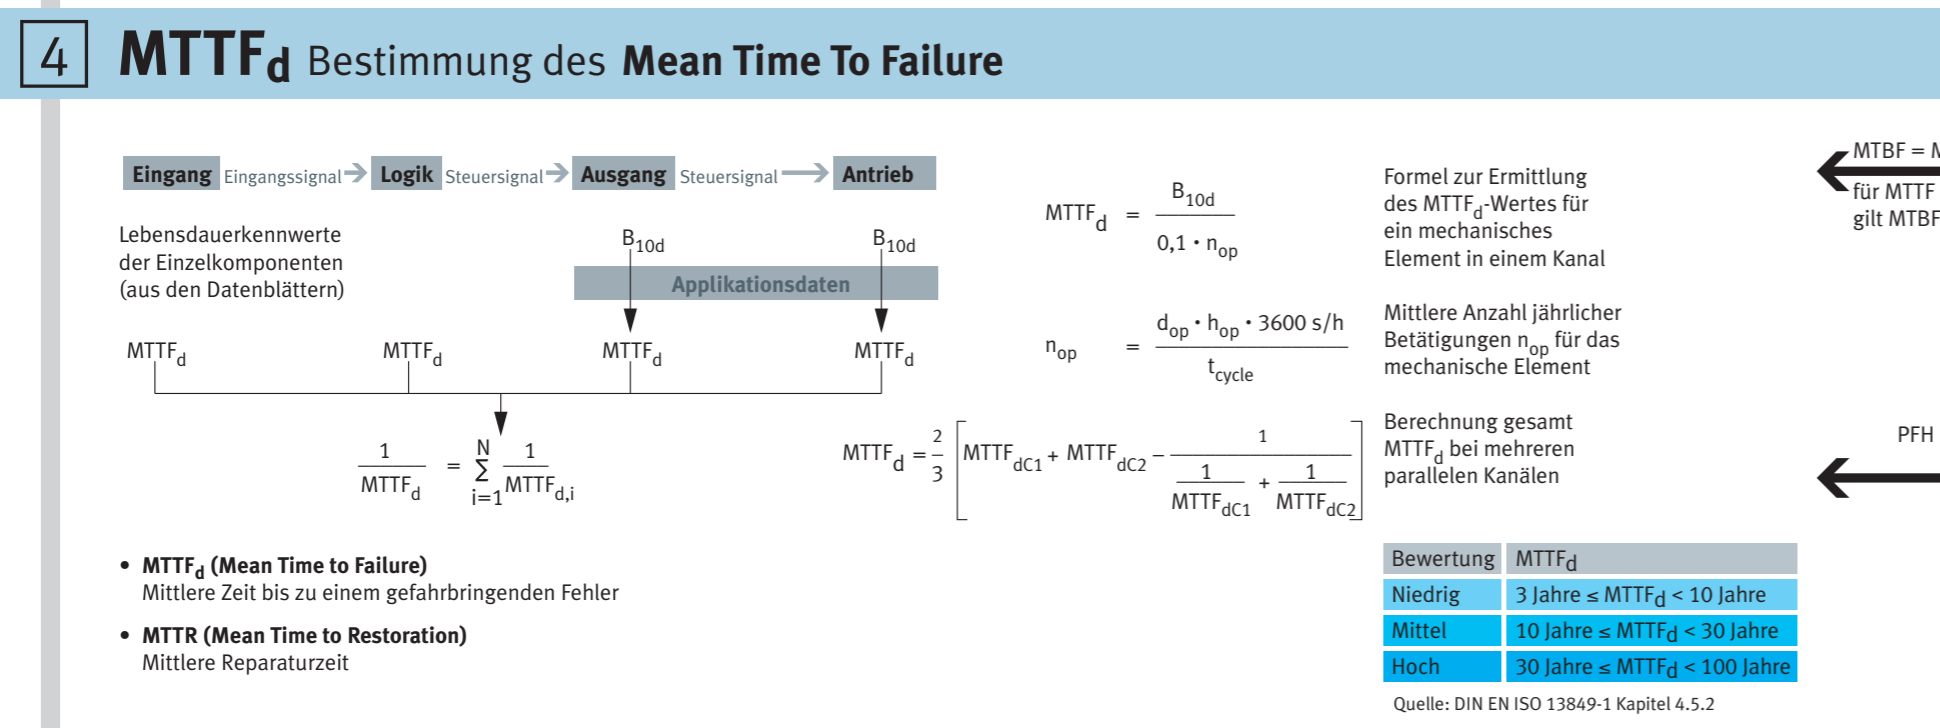 4 MTTFd Bestimmung des Mean Time To Failure
Eingang Eingangssignal Logik Steuersignal Ausgang Steuersignal Antrieb
Lebensdauerkennwerte
der Einzelkomponenten
(aus den Datenblättern)
B10d B10d
Applikationsdaten
MTTFd MTTFd MTTFd MTTFd
1/MTTFd = N Σ i=1 1/MTTFd,i
• MTTFd (Mean Time to Failure)
Mittlere Zeit bis zu einem gefahrbringenden Fehler
• MTTR (Mean Time to Restoration)
Mittlere Reparaturzeit
MTTFd = B10d / 0,1 · nop
Formel zur Ermittlung
des MTTFd-Wertes für
ein mechanisches
Element in einem Kanal
nop = dop · hop · 3600 s/h / tcycle
Mittlere Anzahl jährlicher
Betätigungen nop für das
mechanische Element
MTTFd = 2/3 [MTTFdC1 + MTTFdC2 – 1 / (1/MTTFdC1 + 1/MTTFdC2)]
Berechnung gesamt
MTTFd bei mehreren
parallelen Kanälen
Bewertung MTTFd
Niedrig 3 Jahre ≤ MTTFd < 10 Jahre
Mittel 10 Jahre ≤ MTTFd < 30 Jahre
Hoch 30 Jahre ≤ MTTFd < 100 Jahre
Quelle: DIN EN ISO 13849-1 Kapitel 4.5.2
MTBF =
für MTTF
gilt MTBF
PFH